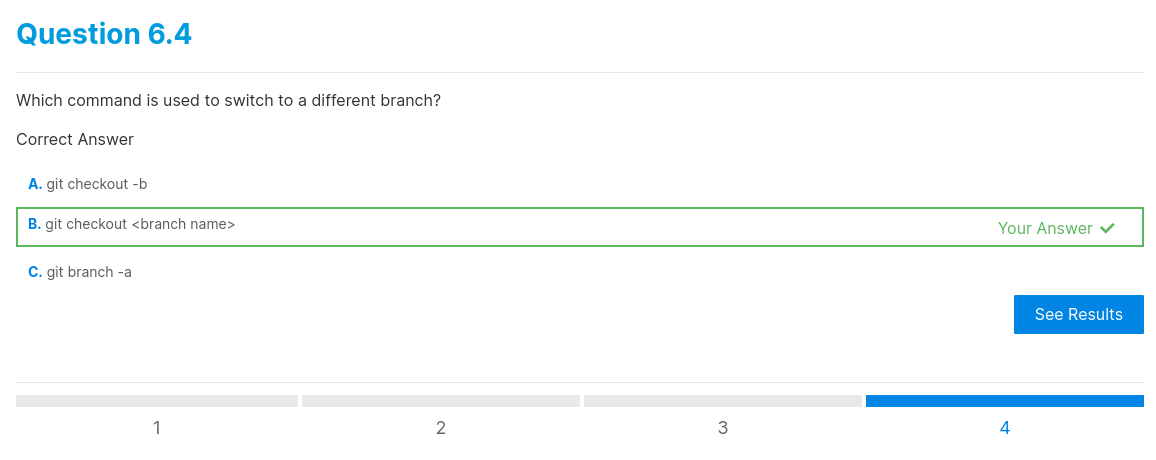 Question 6.4
Which command is used to switch to a different branch?
Correct Answer
A. git checkout -b
B. git checkout <branch name>
Your Answer ✔
C. git branch -a
See Results
1 2 3 4